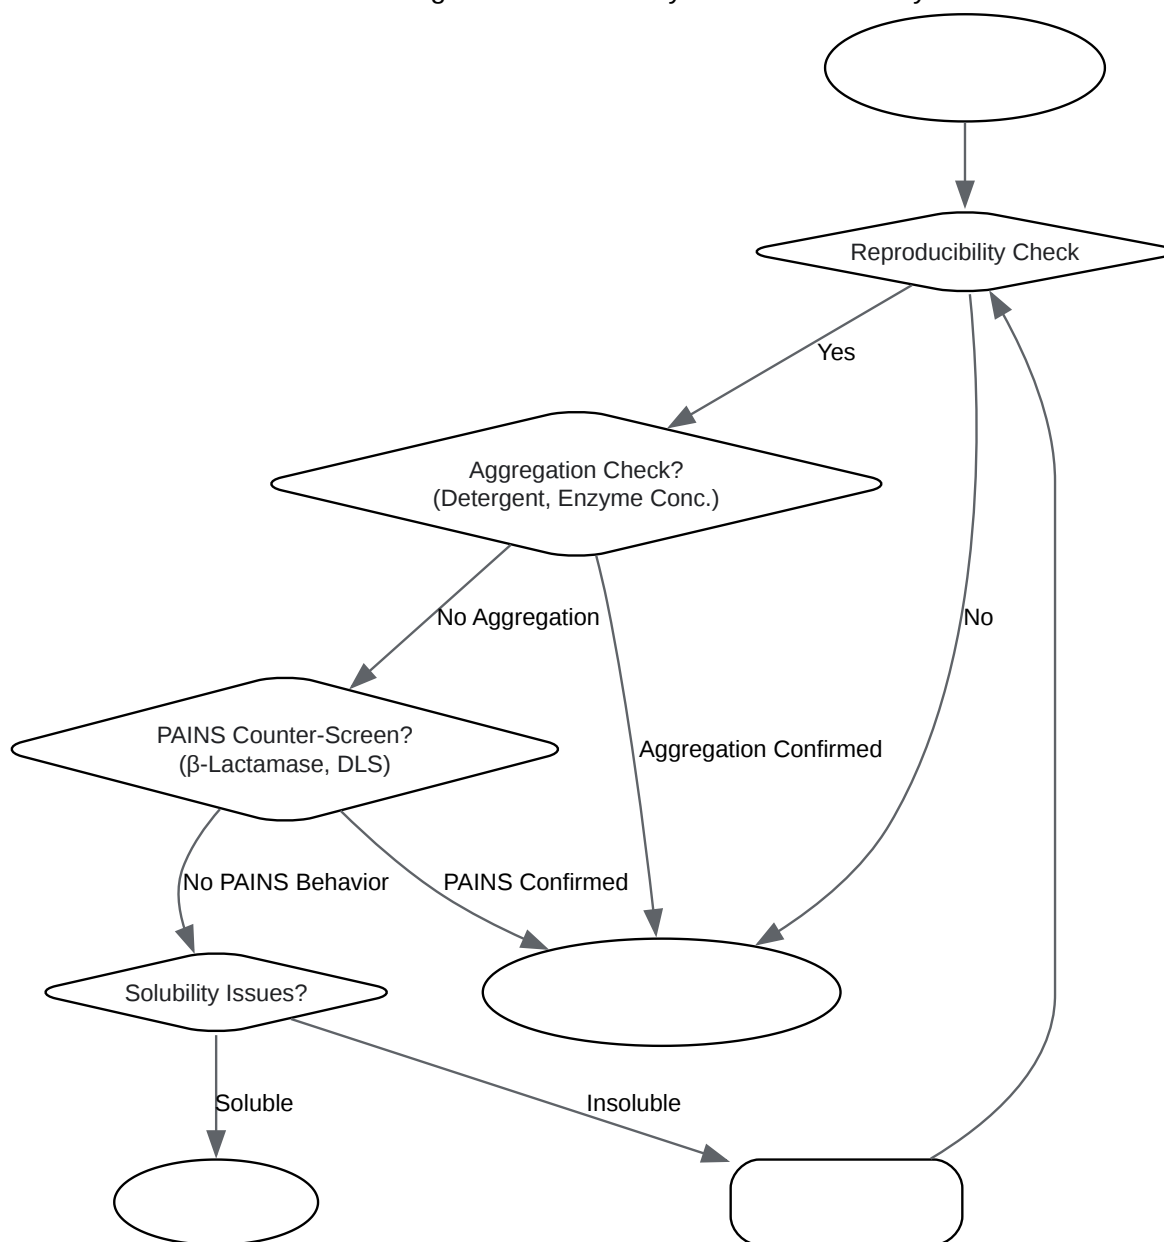 Reproducibility Check
Yes
Aggregation Check?
(Detergent, Enzyme Conc.)
No Aggregation
No
PAINS Counter-Screen?
(β-Lactamase, DLS)
Aggregation Confirmed
No PAINS Behavior
PAINS Confirmed
Solubility Issues?
Soluble
Insoluble